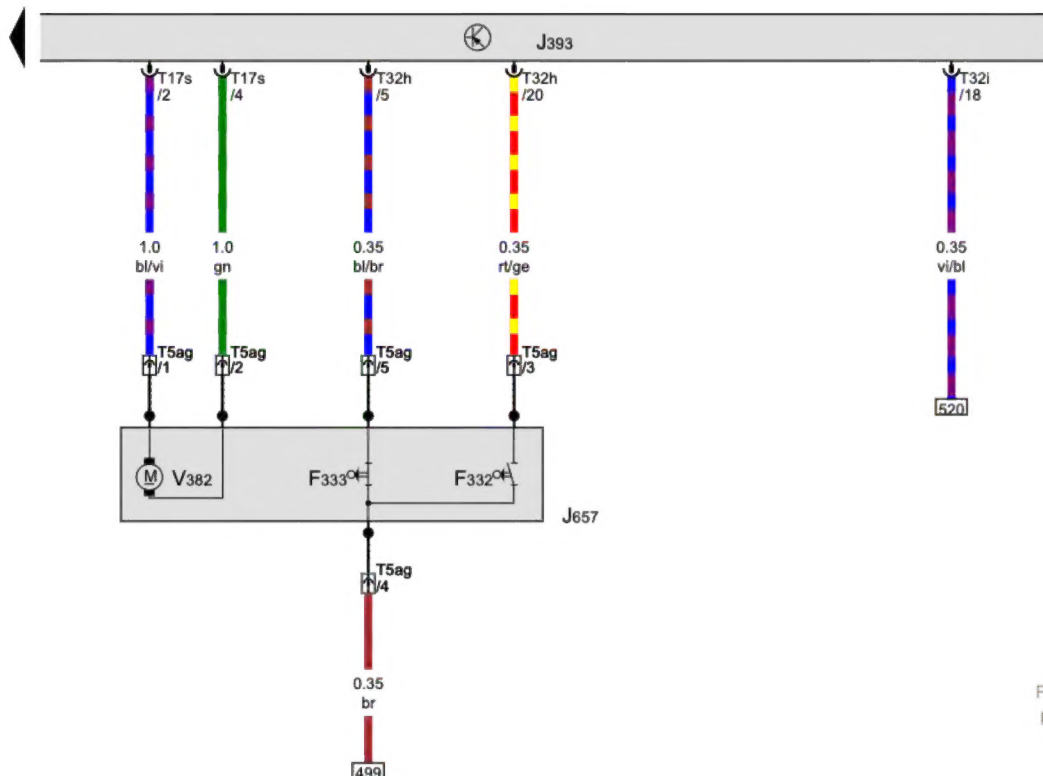 J393
T17s
/2
T17s
/4
T32h
/5
T32h
/20
T32i
/18
1.0
bl/vi
1.0
gn
0.35
bl/br
0.35
rt/ge
0.35
vi/bl
T5ag
/1
T5ag
/2
T5ag
/5
T5ag
/3
520
M
V382
F333
F332
J657
T5ag
/4
0.35
br
499